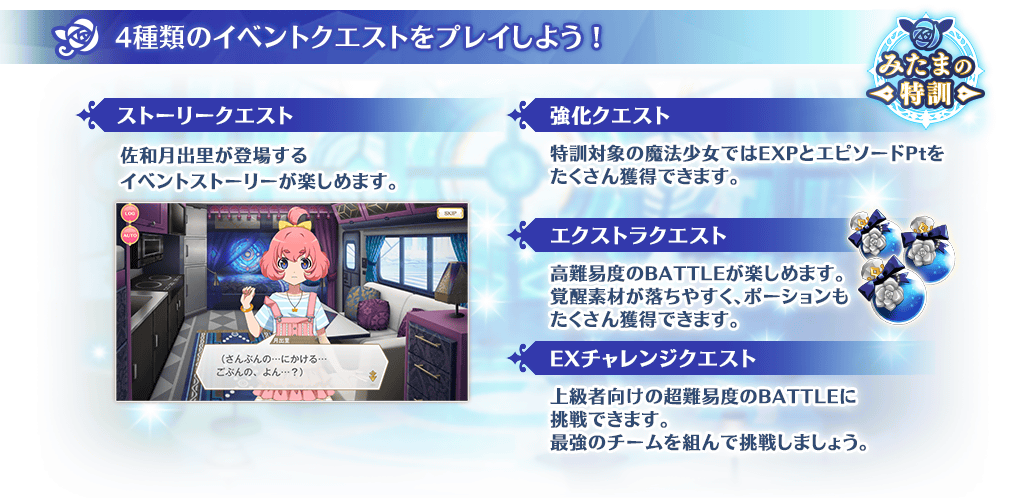 4種類のイベントクエストをプレイしよう！
みたまの
特訓
ストーリークエスト
佐和月出里が登場する
イベントストーリーが楽しめます。
LOG
AUTO
SKIP
月出里
（さんぶんの…にかける…
ごぶんの、よん…？）
強化クエスト
特訓対象の魔法少女ではEXPとエピソードPtを
たくさん獲得できます。
エクストラクエスト
高難易度のBATTLEが楽しめます。
覚醒素材が落ちやすく、ポーションも
たくさん獲得できます。
EXチャレンジクエスト
上級者向けの超難易度のBATTLEに
挑戦できます。
最強のチームを組んで挑戦しましょう。